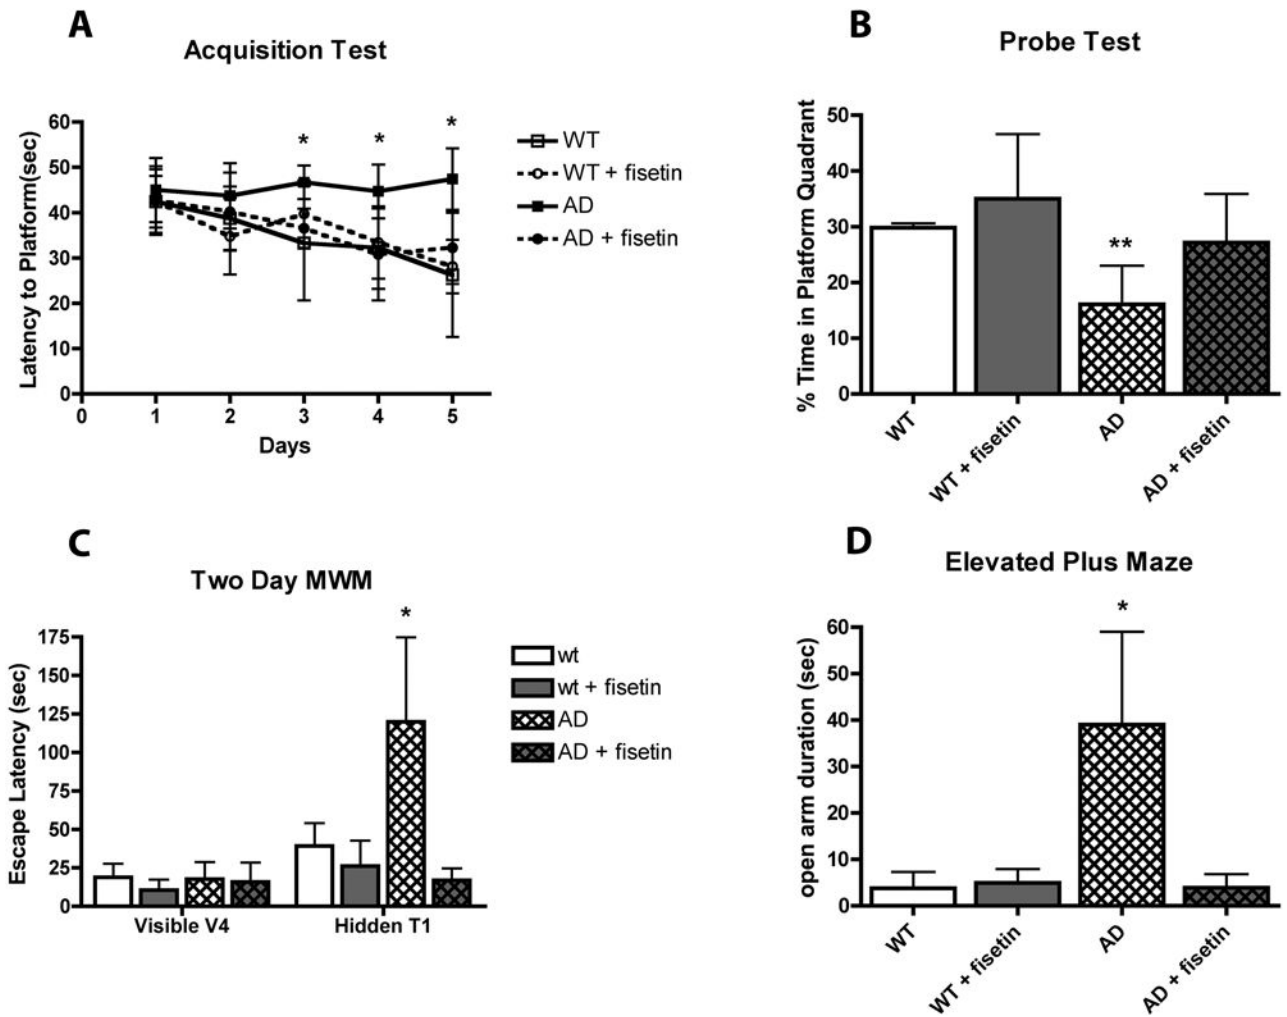 A
Acquisition Test
Latency to Platform(sec)
60
50
40
30
20
10
0
* * *
0 1 2 3 4 5
Days
WT
WT + fisetin
AD
AD + fisetin
B
Probe Test
% Time in Platform Quadrant
50
40
30
20
10
0
**
WT
WT + fisetin
AD
AD + fisetin
C
Two Day MWM
Escape Latency (sec)
175
150
125
100
75
50
25
0
*
Visible V4 Hidden T1
wt
wt + fisetin
AD
AD + fisetin
D
Elevated Plus Maze
open arm duration (sec)
60
50
40
30
20
10
0
*
WT
WT + fisetin
AD
AD + fisetin